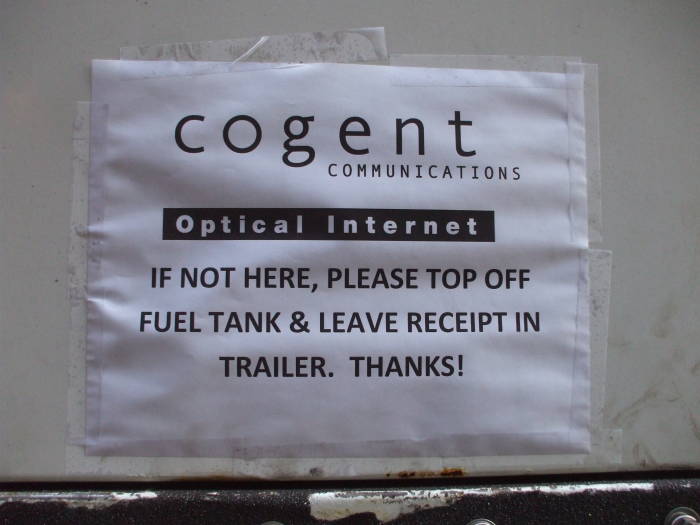 cogent
COMMUNICATIONS
Optical Internet
IF NOT HERE, PLEASE TOP OFF
FUEL TANK & LEAVE RECEIPT IN
TRAILER. THANKS!